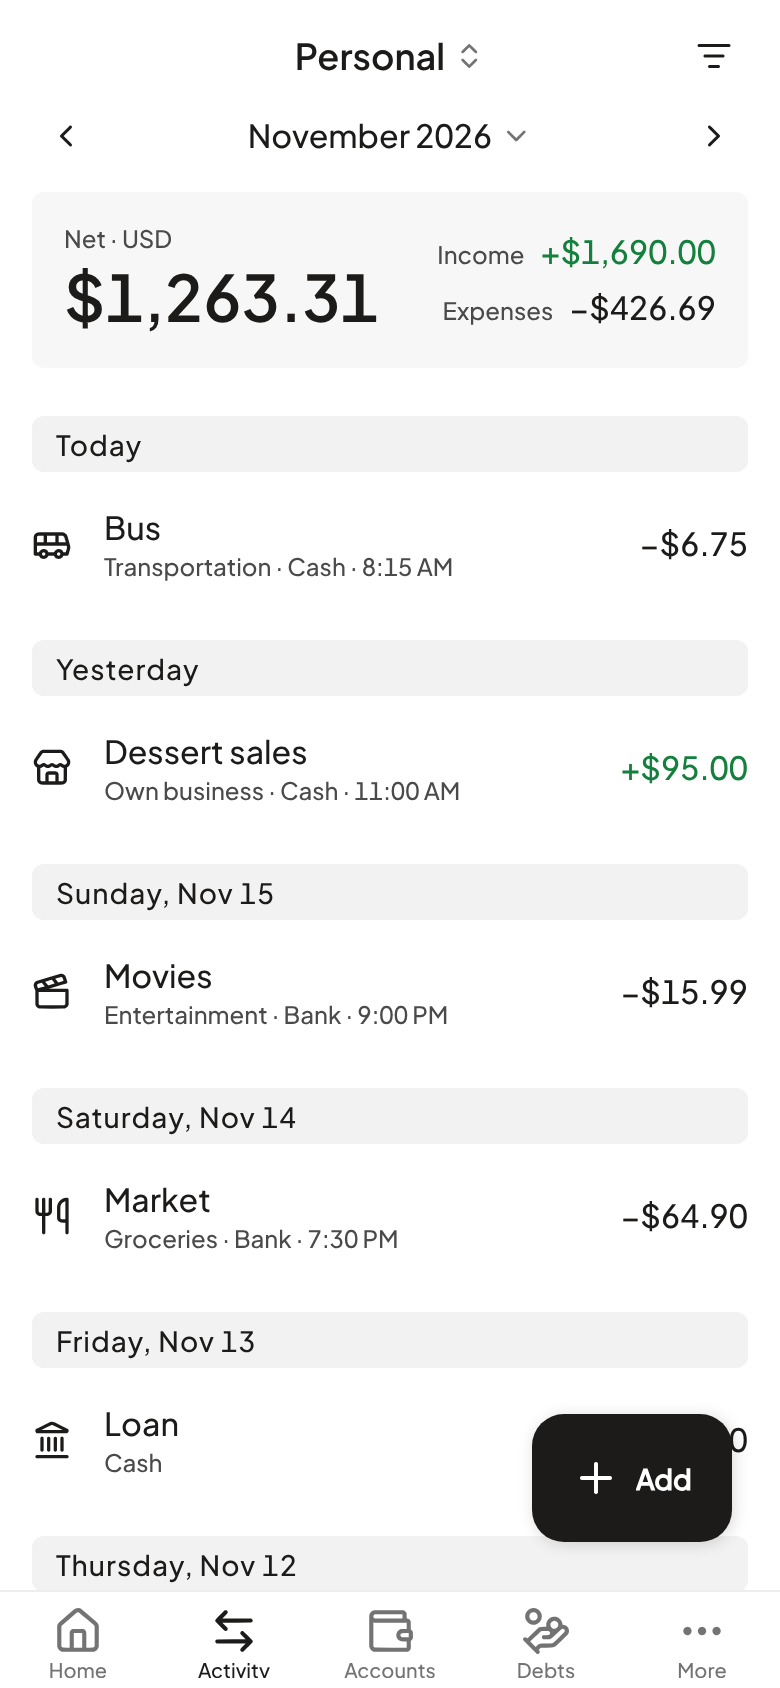 Personal
November 2026
Net · USD
$1,263.31
Income +$1,690.00
Expenses −$426.69
Today
Bus
Transportation · Cash · 8:15 AM
−$6.75
Yesterday
Dessert sales
Own business · Cash · 11:00 AM
+$95.00
Sunday, Nov 15
Movies
Entertainment · Bank · 9:00 PM
−$15.99
Saturday, Nov 14
Market
Groceries · Bank · 7:30 PM
−$64.90
Friday, Nov 13
Loan
Cash
0
Add
Thursday, Nov 12
Home
Activity
Accounts
Debts
More